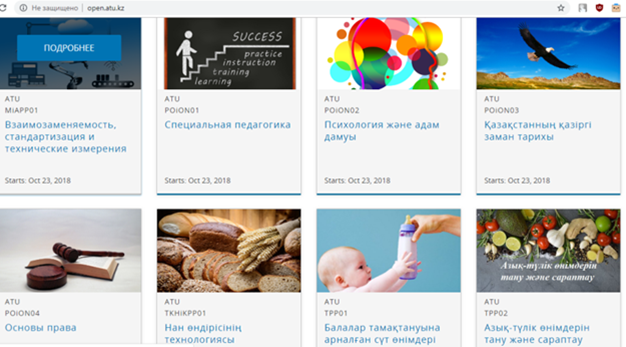 Не защищено | open.atu.kz
ПОДРОБНЕЕ
SUCCESS
practice
instruction
training
learning
ATU
MiAPP01
Взаимозаменяемость,
стандартизация и
технические измерения
Starts: Oct 23, 2018
ATU
POiON01
Специальная педагогика
Starts: Oct 23, 2018
ATU
POiON02
Психология және адам
дамуы
Starts: Oct 23, 2018
ATU
POiON03
Қазақстанның қазіргі
заман тарихы
Starts: Oct 23, 2018
ATU
POiON04
Основы права
ATU
TKHiKPP01
Нан өндірісінің
технологиясы
ATU
TPP01
Балалар тамақтануына
арналған сүт өнімдері
Азық-түлік өнімдерін
тану және сараптау
ATU
TPP02
Азық-түлік өнімдерін
тану және сараптау